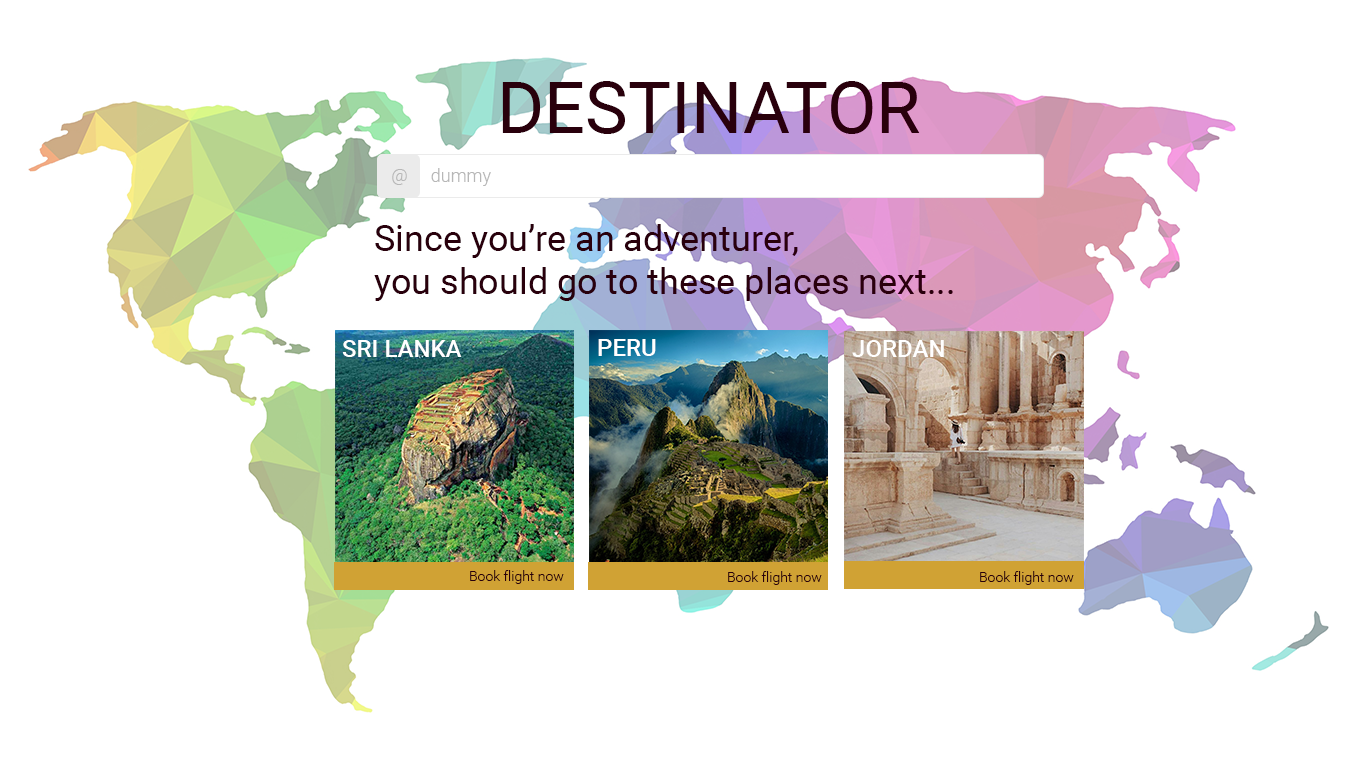 DESTINATOR
@ dummy
Since you’re an adventurer,
you should go to these places next...
SRI LANKA
PERU
JORDAN
Book flight now
Book flight now
Book flight now